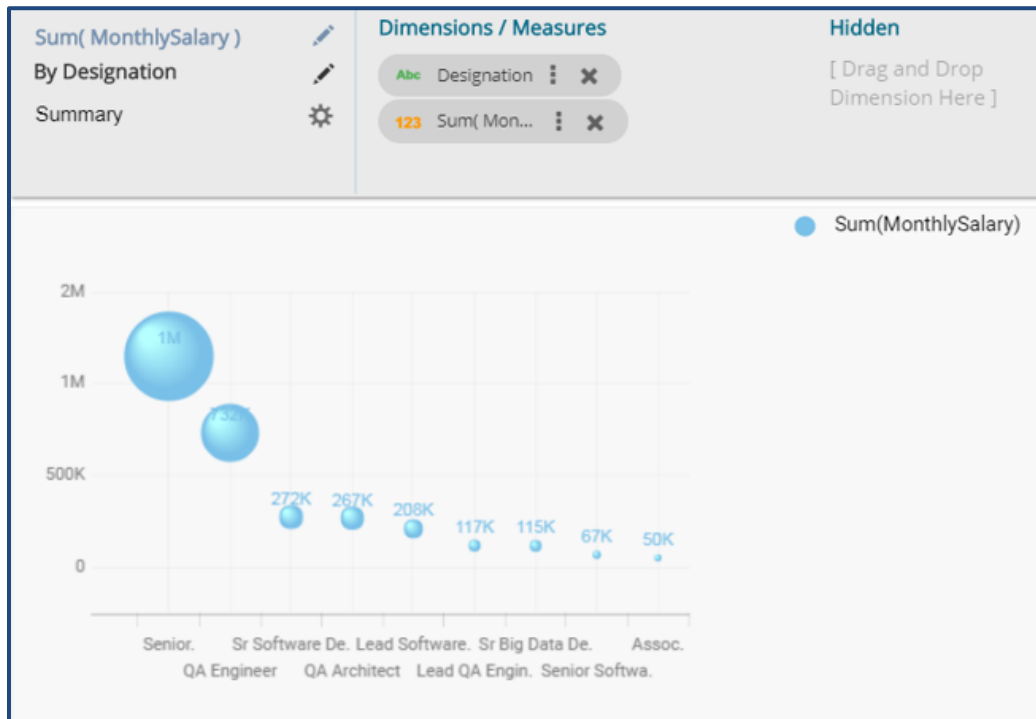 Sum( MonthlySalary )
By Designation
Summary
Dimensions / Measures
Abc Designation
123 Sum( Mon...
Hidden
[ Drag and Drop
Dimension Here ]
Sum(MonthlySalary)
2M
1M
500K
0
1M
732K
272K
267K
208K
117K
115K
67K
50K
Senior.
QA Engineer
Sr Software De.
QA Architect
Lead Software.
Lead QA Engin.
Sr Big Data De.
Senior Softwa.
Assoc.